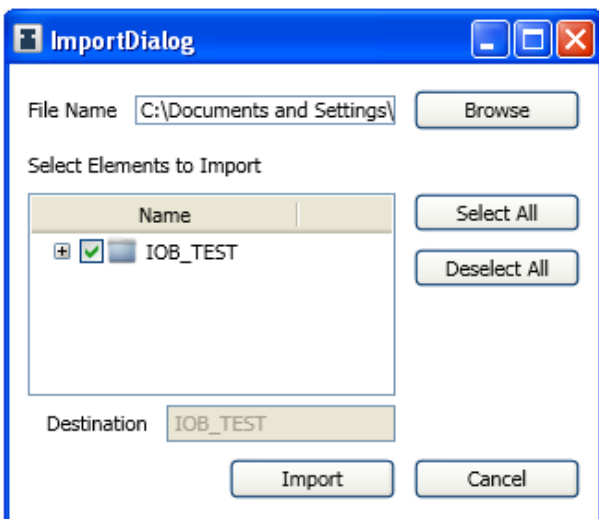 ImportDialog
File Name C:\Documents and Settings\ Browse
Select Elements to Import
Name Select All
IOB_TEST
Deselect All
Destination IOB_TEST
Import Cancel